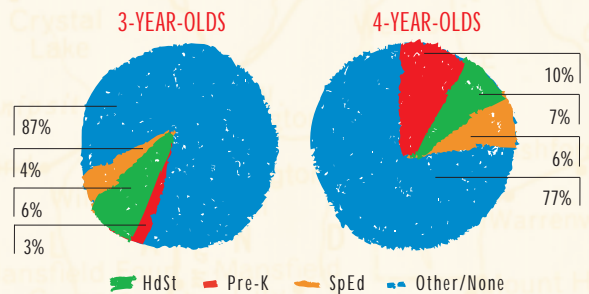 3-YEAR-OLDS
87%
4%
6%
3%
4-YEAR-OLDS
10%
7%
6%
77%
HdSt Pre-K SpEd Other/None